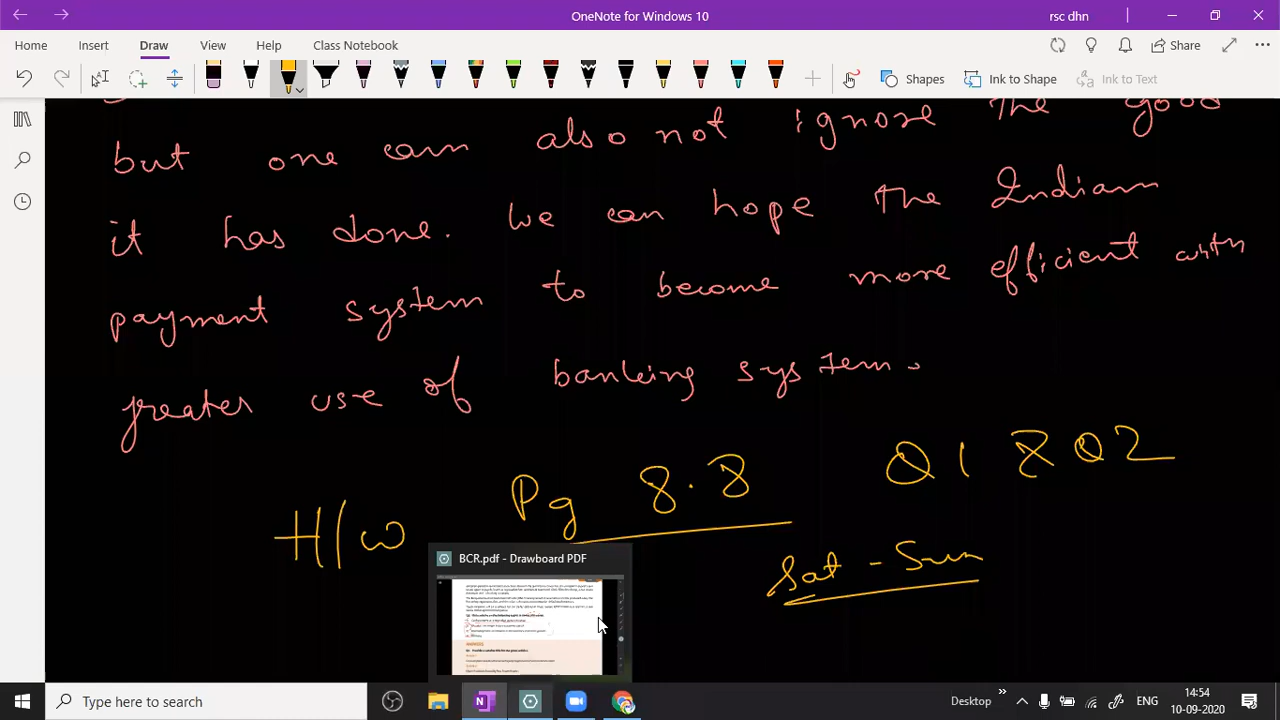 OneNote for Windows 10
rsc dhn
Home Insert Draw View Help Class Notebook
Share
Shapes Ink to Shape Ink to Text
but one can also not ignore the good
it has done. We can hope the Indian
payment system to become more efficient with
greater use of banking system.
H/W Pg 8.8 Q1 & Q2
Sat - Sun
BCR.pdf - Drawboard PDF
Type here to search
Desktop
ENG
14:54
10-09-2020